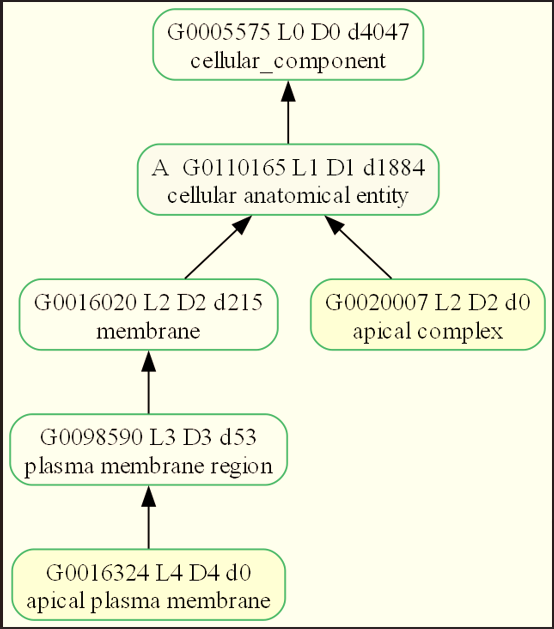 G0005575 L0 D0 d4047
cellular_component
A G0110165 L1 D1 d1884
cellular anatomical entity
G0016020 L2 D2 d215
membrane
G0020007 L2 D2 d0
apical complex
G0098590 L3 D3 d53
plasma membrane region
G0016324 L4 D4 d0
apical plasma membrane